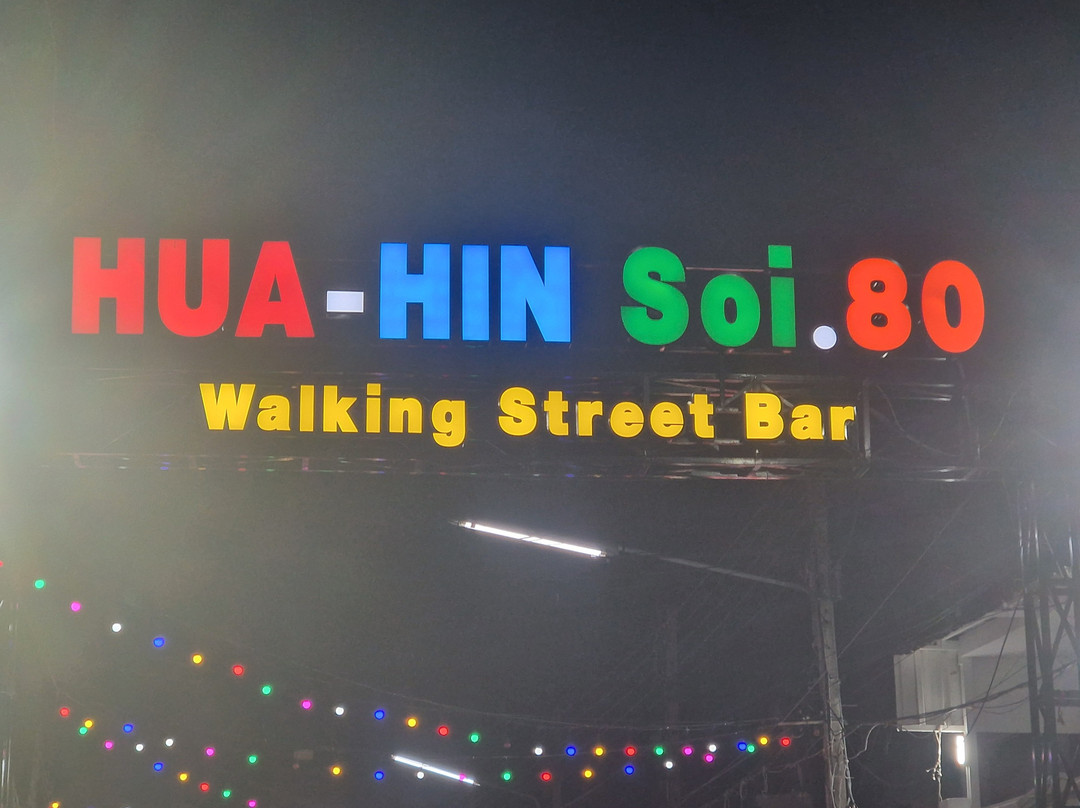 HUA-HIN Soi.80
Walking Street Bar